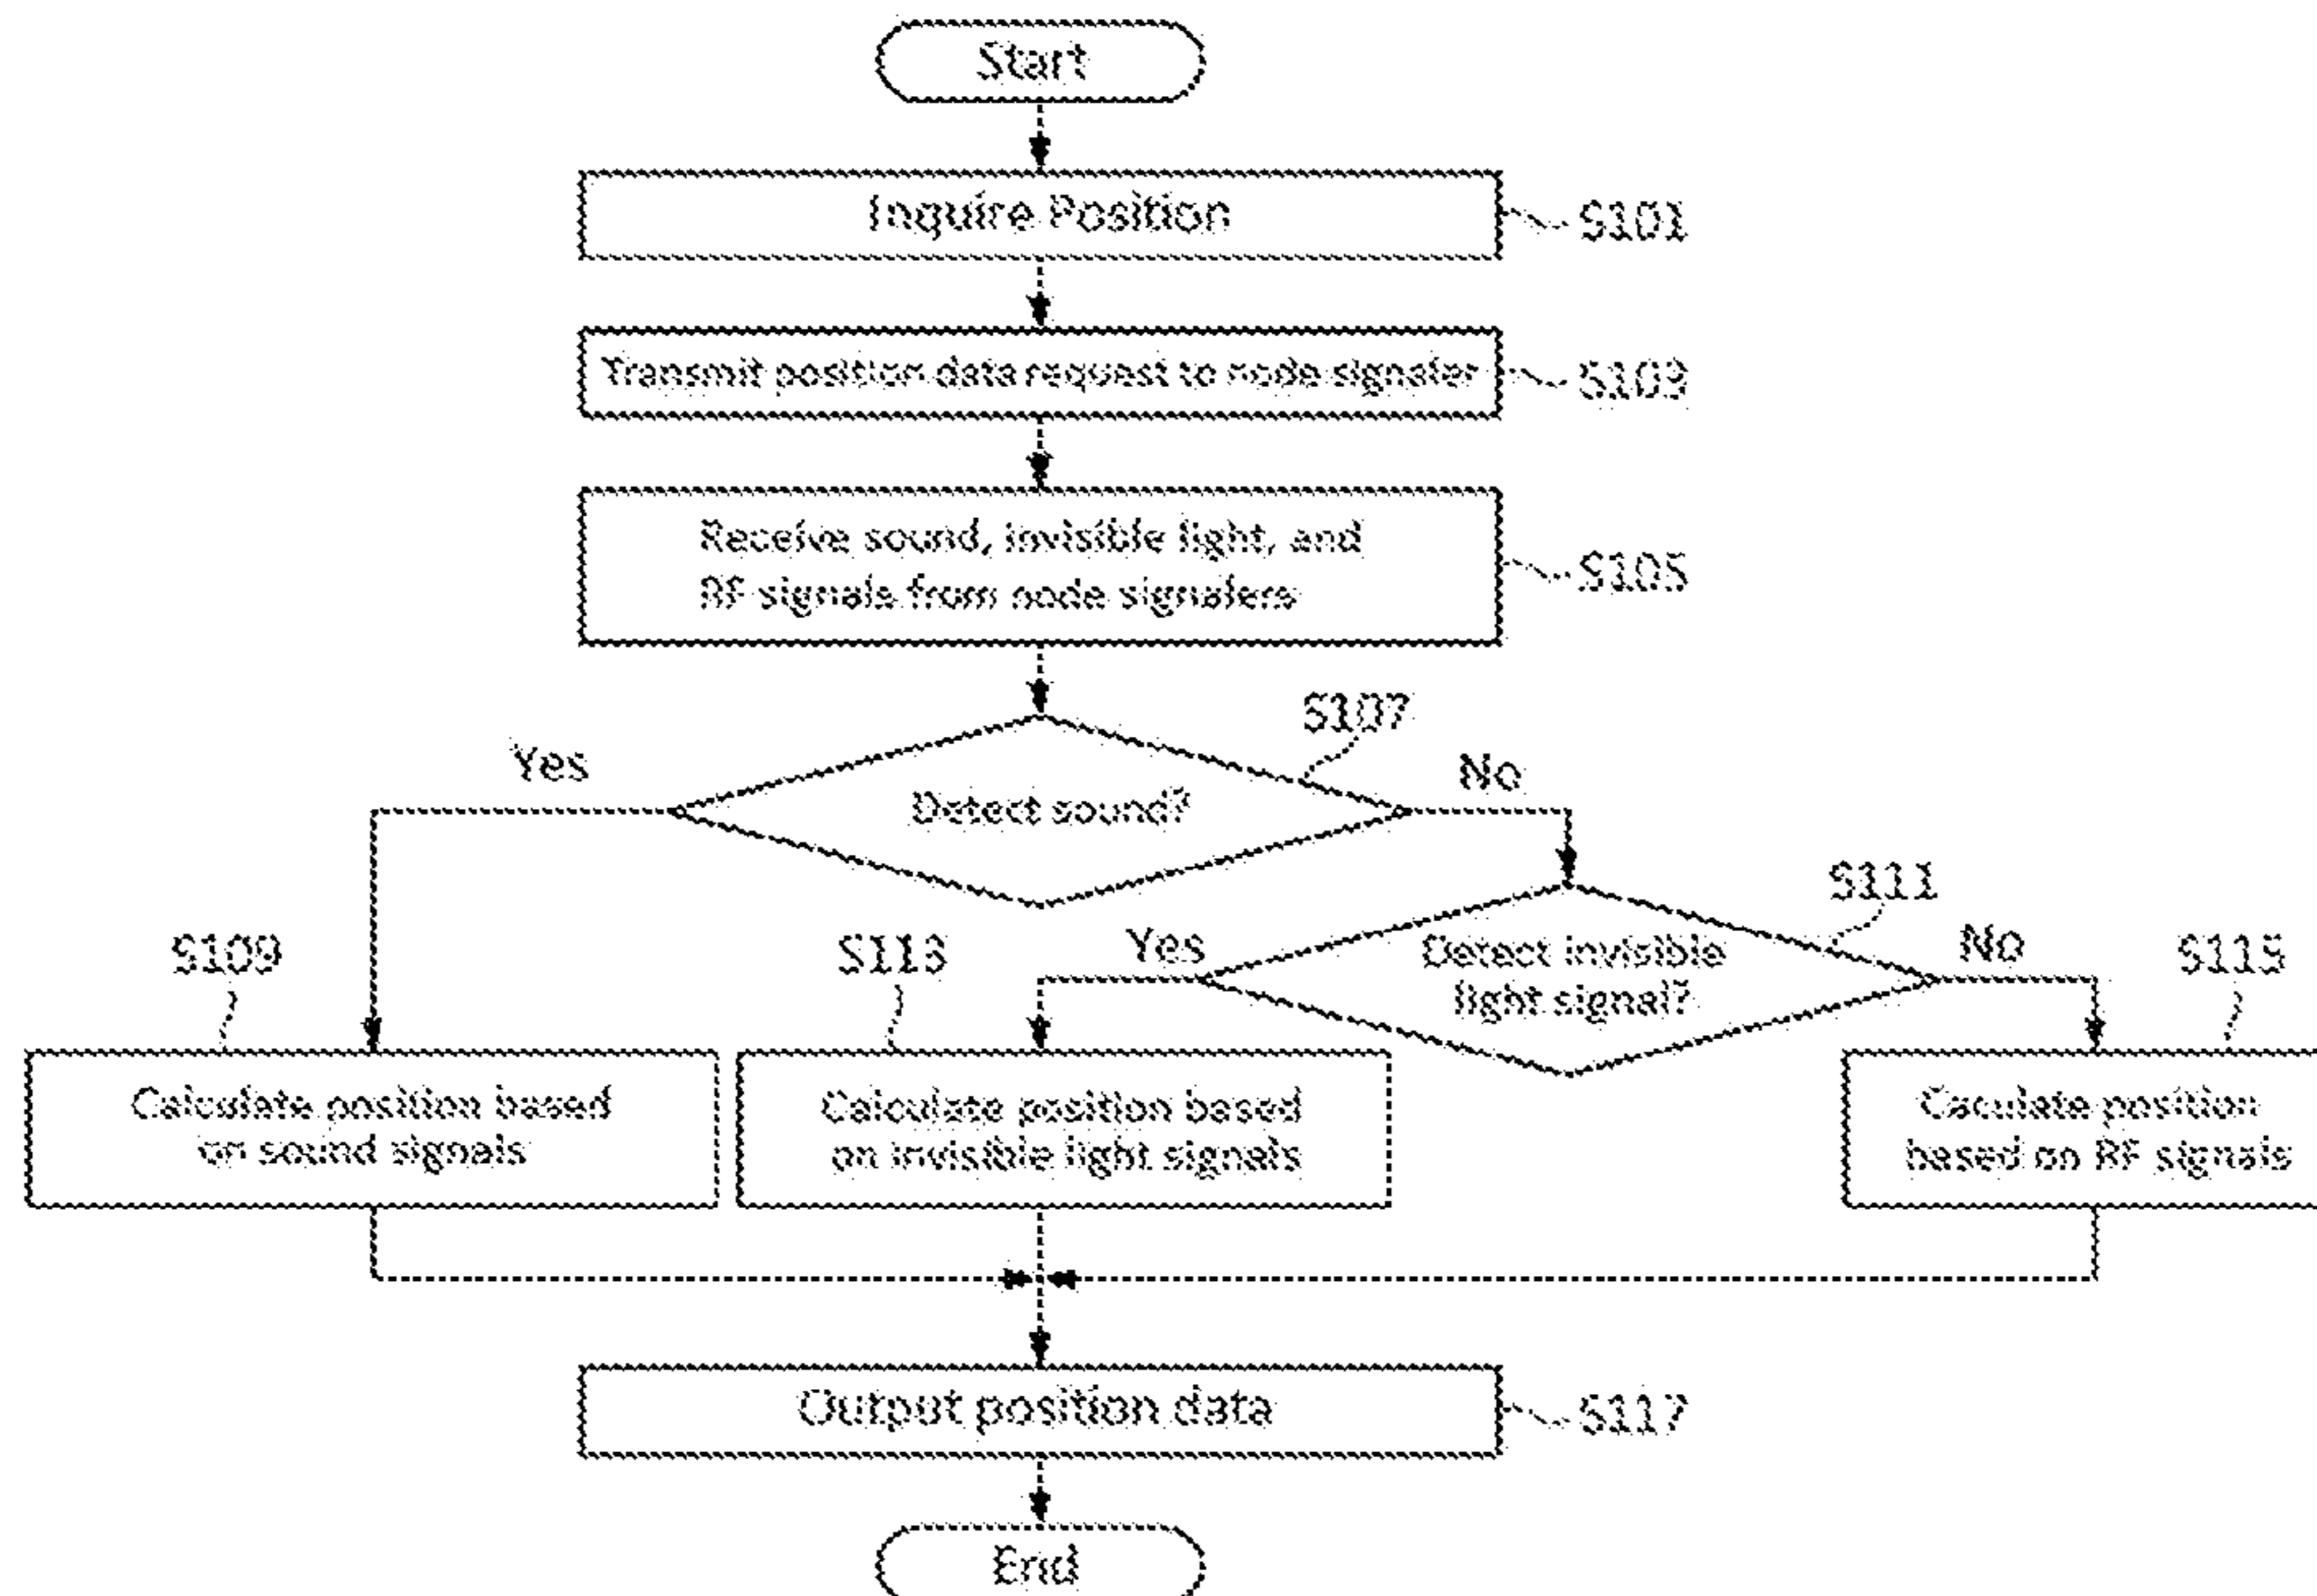 Start
Inquire Position
S101
Transmit position data request to node signaler
S103
Receive sound, invisible light, and
RF signals from node signalers
S105
S107
Yes
Detect sound?
No
S111
S109
S113
Yes
Detect invisible
light signal?
No
S115
Calculate position based
on sound signals
Calculate position based
on invisible light signals
Caculate position
based on RF signals
Output position data
S117
End